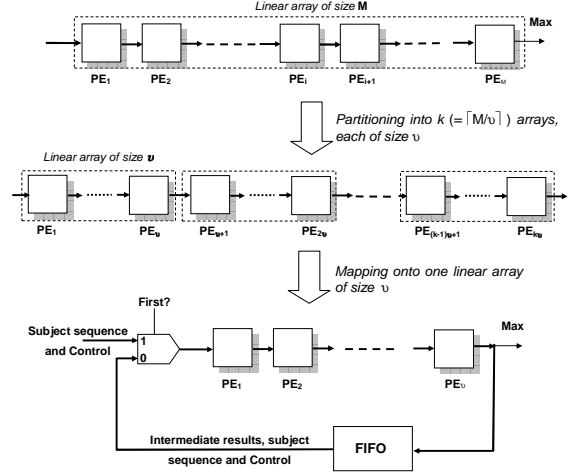 Linear array of size M
Max
PE1 PE2 PEi PEi+1 PEM
Partitioning into k (= ⌈M/υ⌉ ) arrays,
each of size υ
Linear array of size υ
PE1 PEυ PEυ+1 PE2υ PE(k-1)υ+1 PEkυ
Mapping onto one linear array
of size υ
First?
Subject sequence
and Control
1
0
Max
PE1 PE2 PEυ
Intermediate results, subject
sequence and Control
FIFO